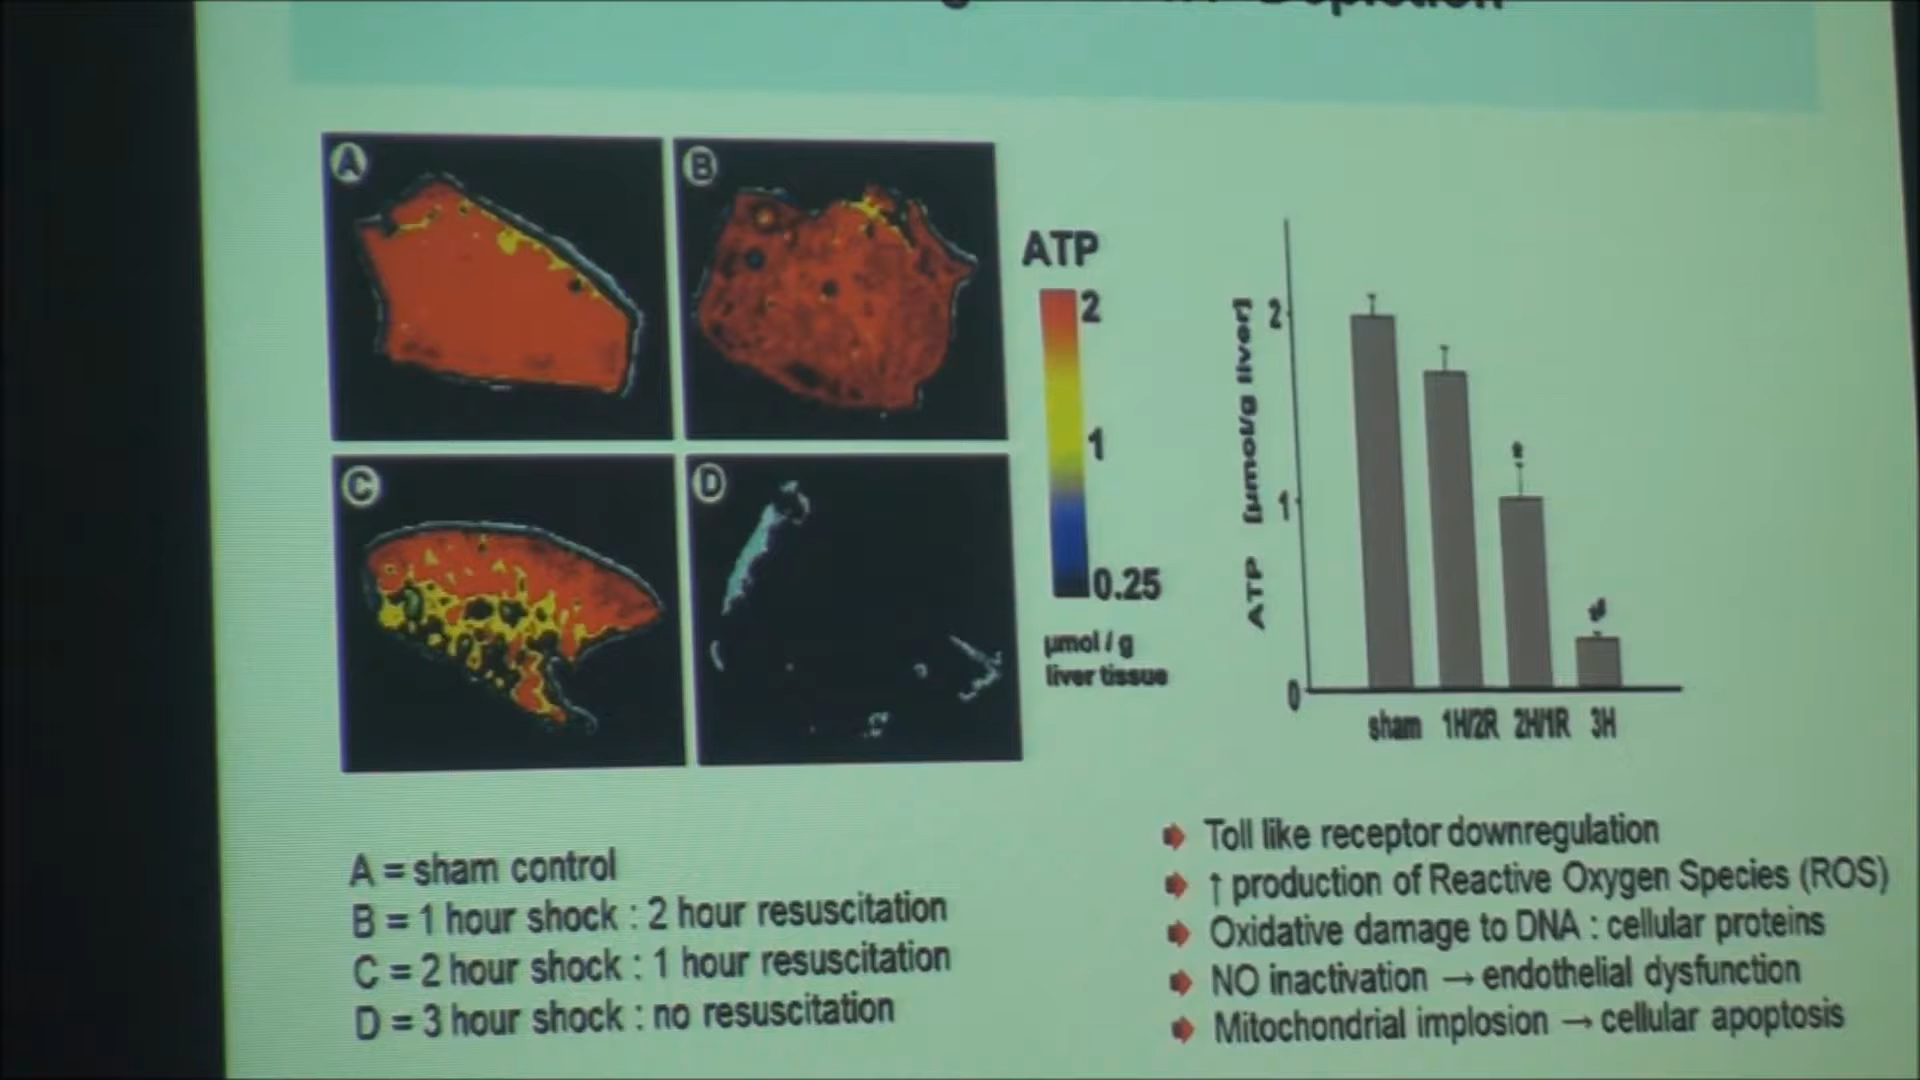 Depletion
A
B
C
D
ATP
2
1
0.25
µmol / g
liver tissue
ATP [µmol/g liver]
2
1
0
sham 1H/2R 2H/1R 3H
A = sham control
B = 1 hour shock : 2 hour resuscitation
C = 2 hour shock : 1 hour resuscitation
D = 3 hour shock : no resuscitation
Toll like receptor downregulation
↑ production of Reactive Oxygen Species (ROS)
Oxidative damage to DNA : cellular proteins
NO inactivation → endothelial dysfunction
Mitochondrial implosion → cellular apoptosis